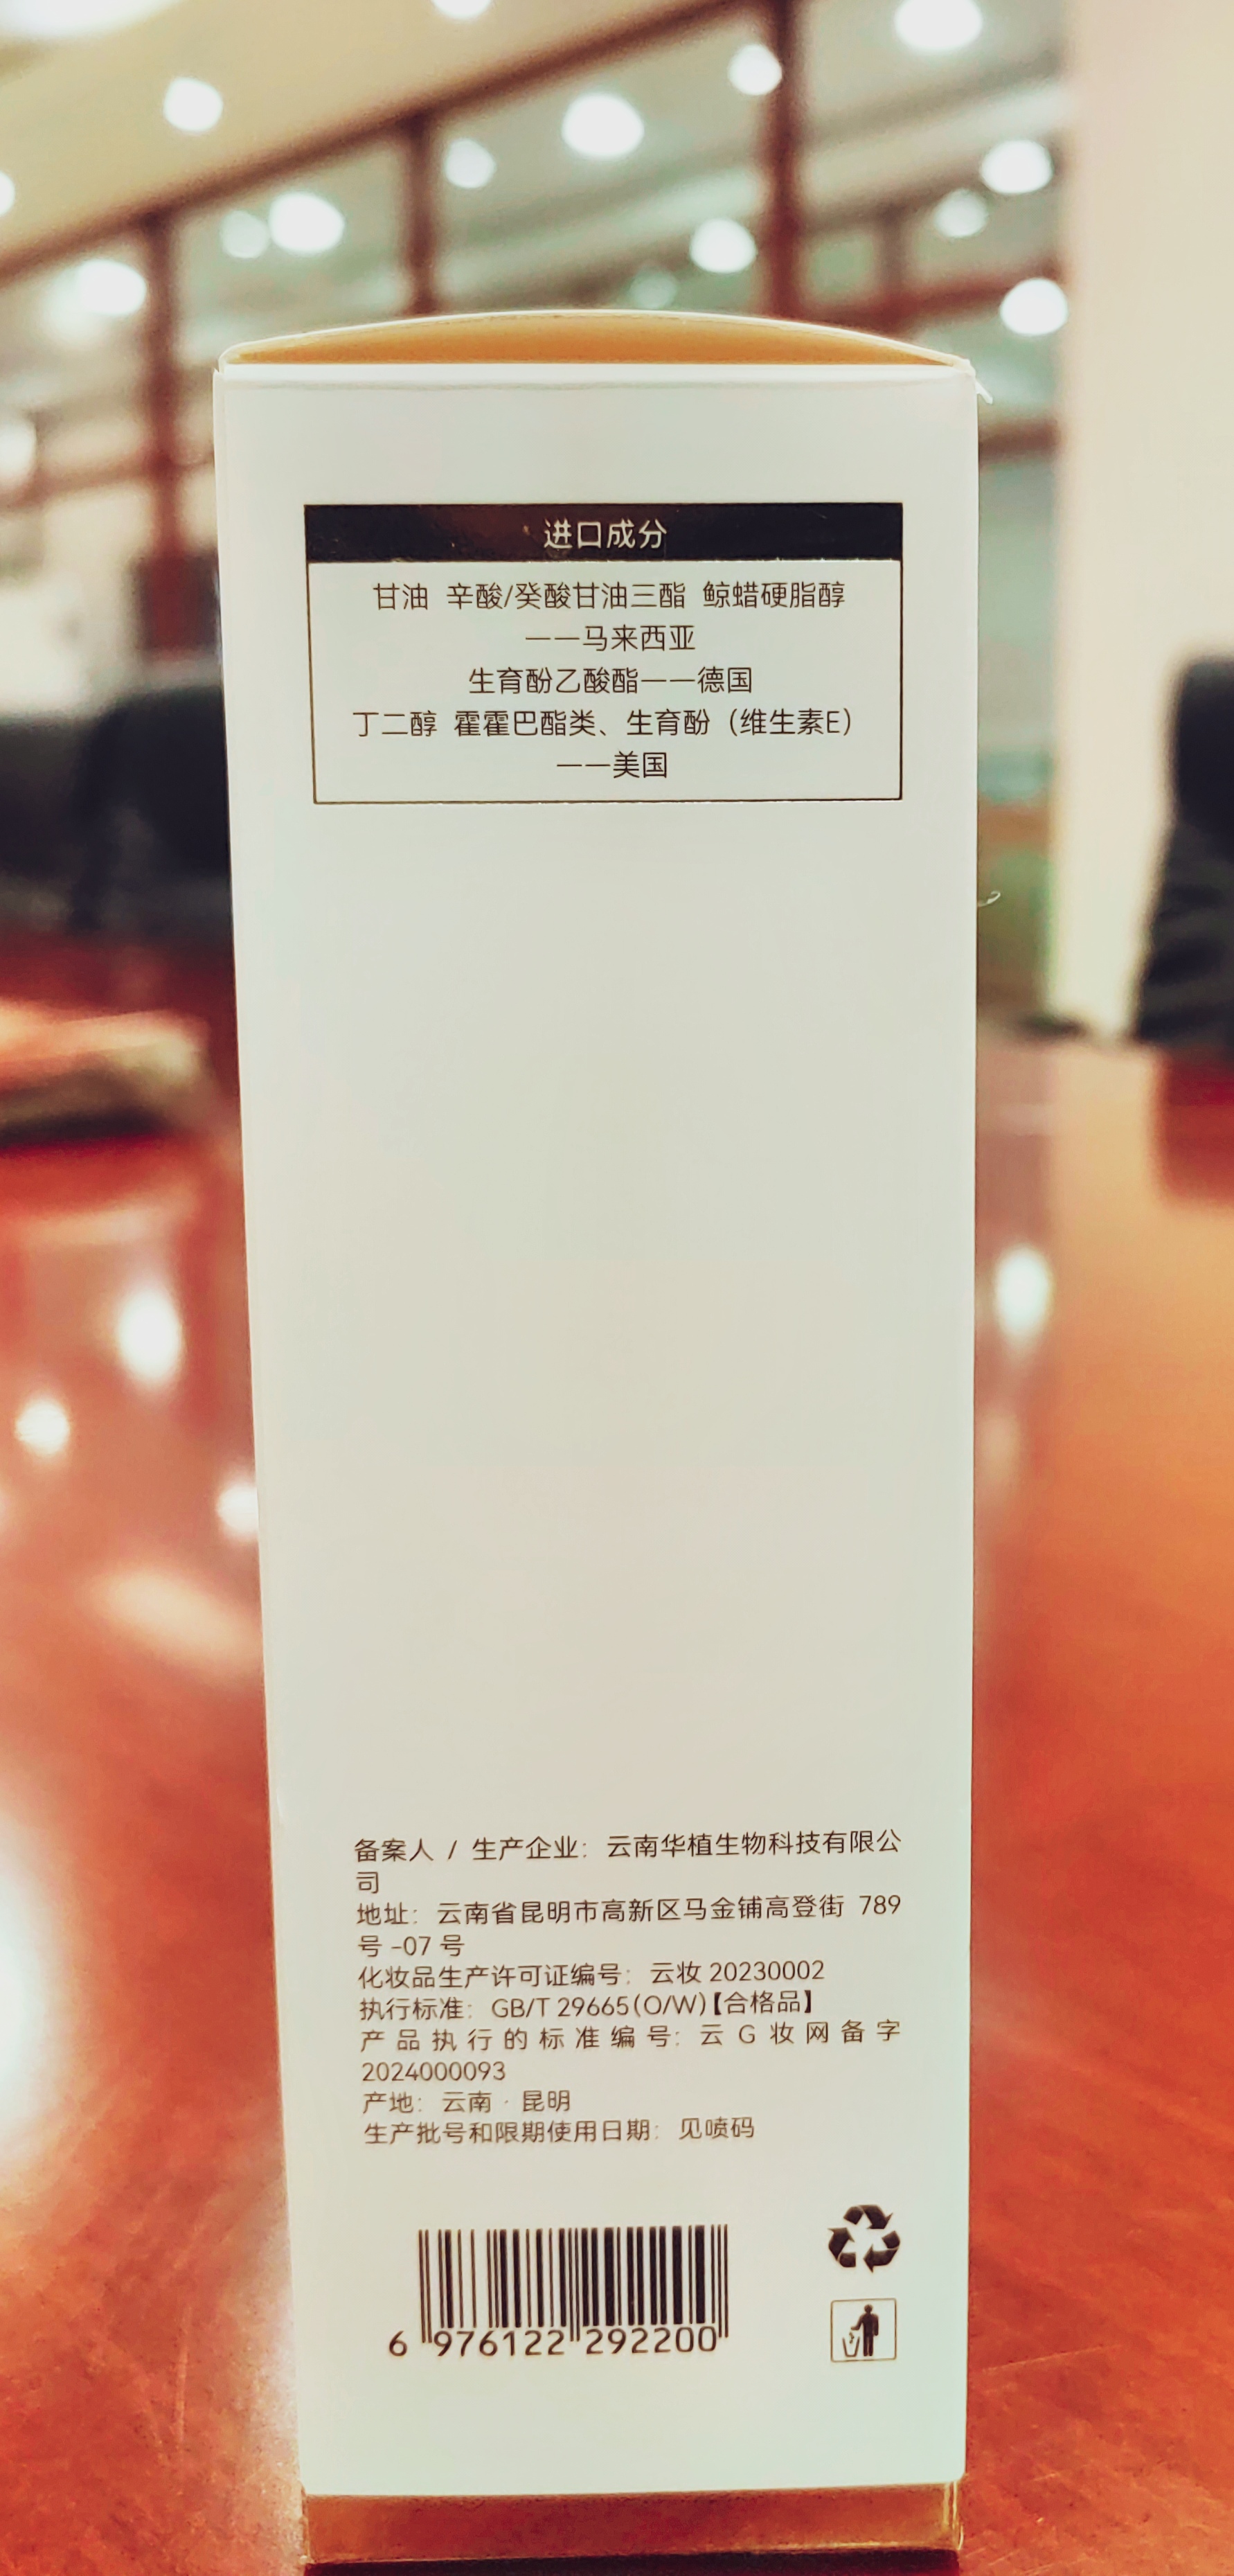 进口成分
甘油 辛酸/癸酸甘油三酯 鲸蜡硬脂醇
——马来西亚
生育酚乙酸酯——德国
丁二醇 霍霍巴酯类、生育酚（维生素E）
——美国
备案人 / 生产企业：云南华植生物科技有限公
司
地址：云南省昆明市高新区马金铺高登街 789
号 -07 号
化妆品生产许可证编号：云妆 20230002
执行标准：GB/T 29665(O/W)【合格品】
产品执行的标准编号：云 G 妆网备字
2024000093
产地：云南 · 昆明
生产批号和限期使用日期：见喷码
6 976122 292200